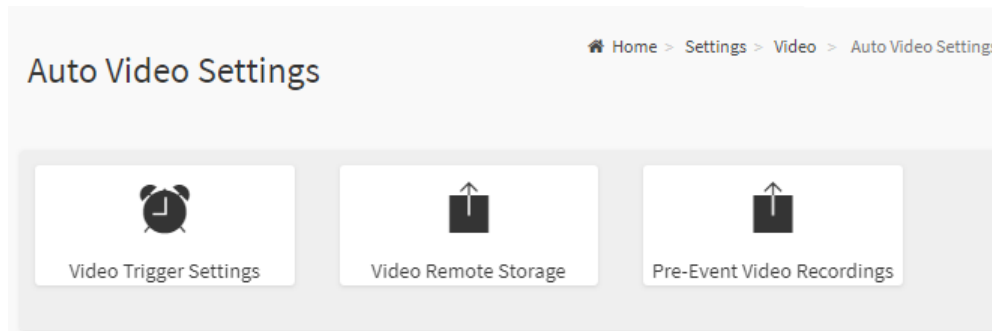 Home > Settings > Video > Auto Video Settings
Auto Video Settings
Video Trigger Settings
Video Remote Storage
Pre-Event Video Recordings